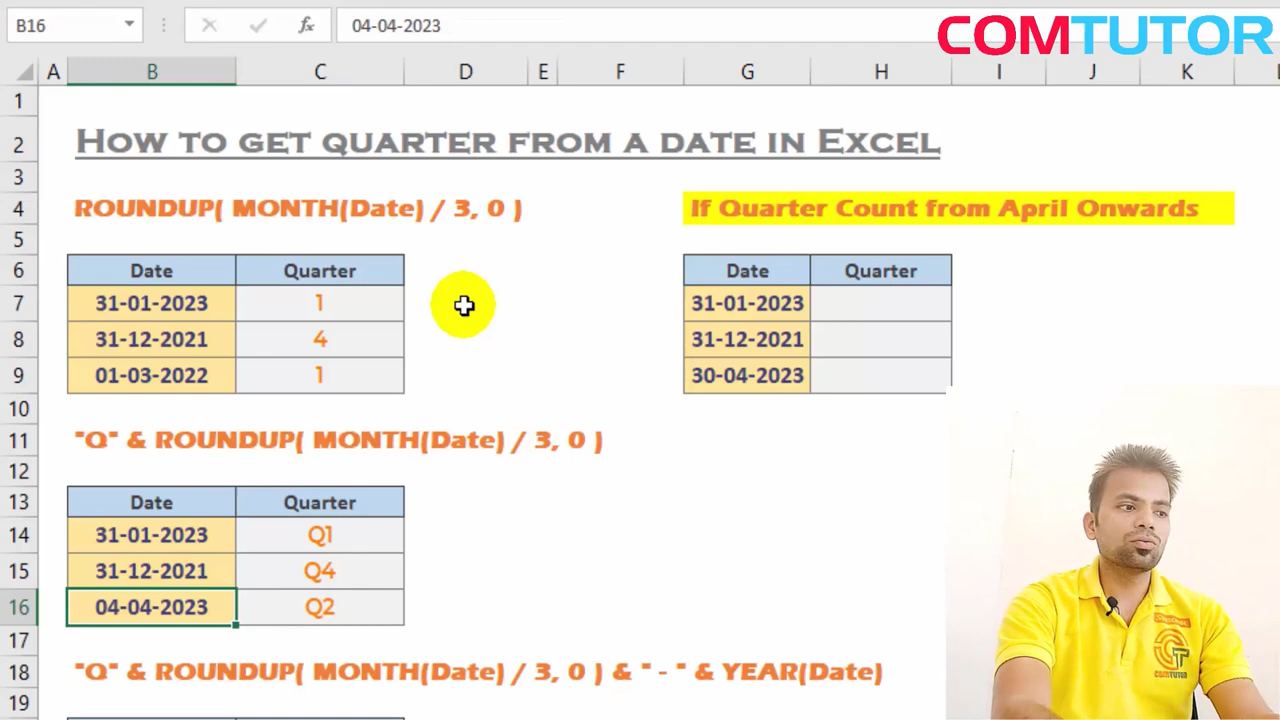 B16
fx
04-04-2023
COMTUTOR
A B C D E F G H I J K
1
2 How to get quarter from a date in Excel
3
4 ROUNDUP( MONTH(Date) / 3, 0 ) If Quarter Count from April Onwards
5
6 Date Quarter Date Quarter
7 31-01-2023 1 31-01-2023
8 31-12-2021 4 31-12-2021
9 01-03-2022 1 30-04-2023
10
11 "Q" & ROUNDUP( MONTH(Date) / 3, 0 )
12
13 Date Quarter
14 31-01-2023 Q1
15 31-12-2021 Q4
16 04-04-2023 Q2
17
18 "Q" & ROUNDUP( MONTH(Date) / 3, 0 ) & " - " & YEAR(Date)
19
COMTUTOR